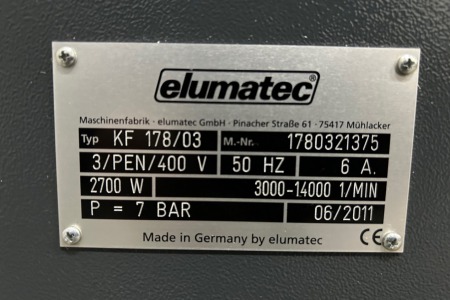 elumatec®
Maschinenfabrik · elumatec GmbH · Pinacher Straße 61 · 75417 Mühlacker
Typ KF 178/03 M.-Nr. 1780321375
3/PEN/400 V 50 HZ 6 A.
2700 W 3000-14000 1/MIN
P = 7 BAR 06/2011
Made in Germany by elumatec CE